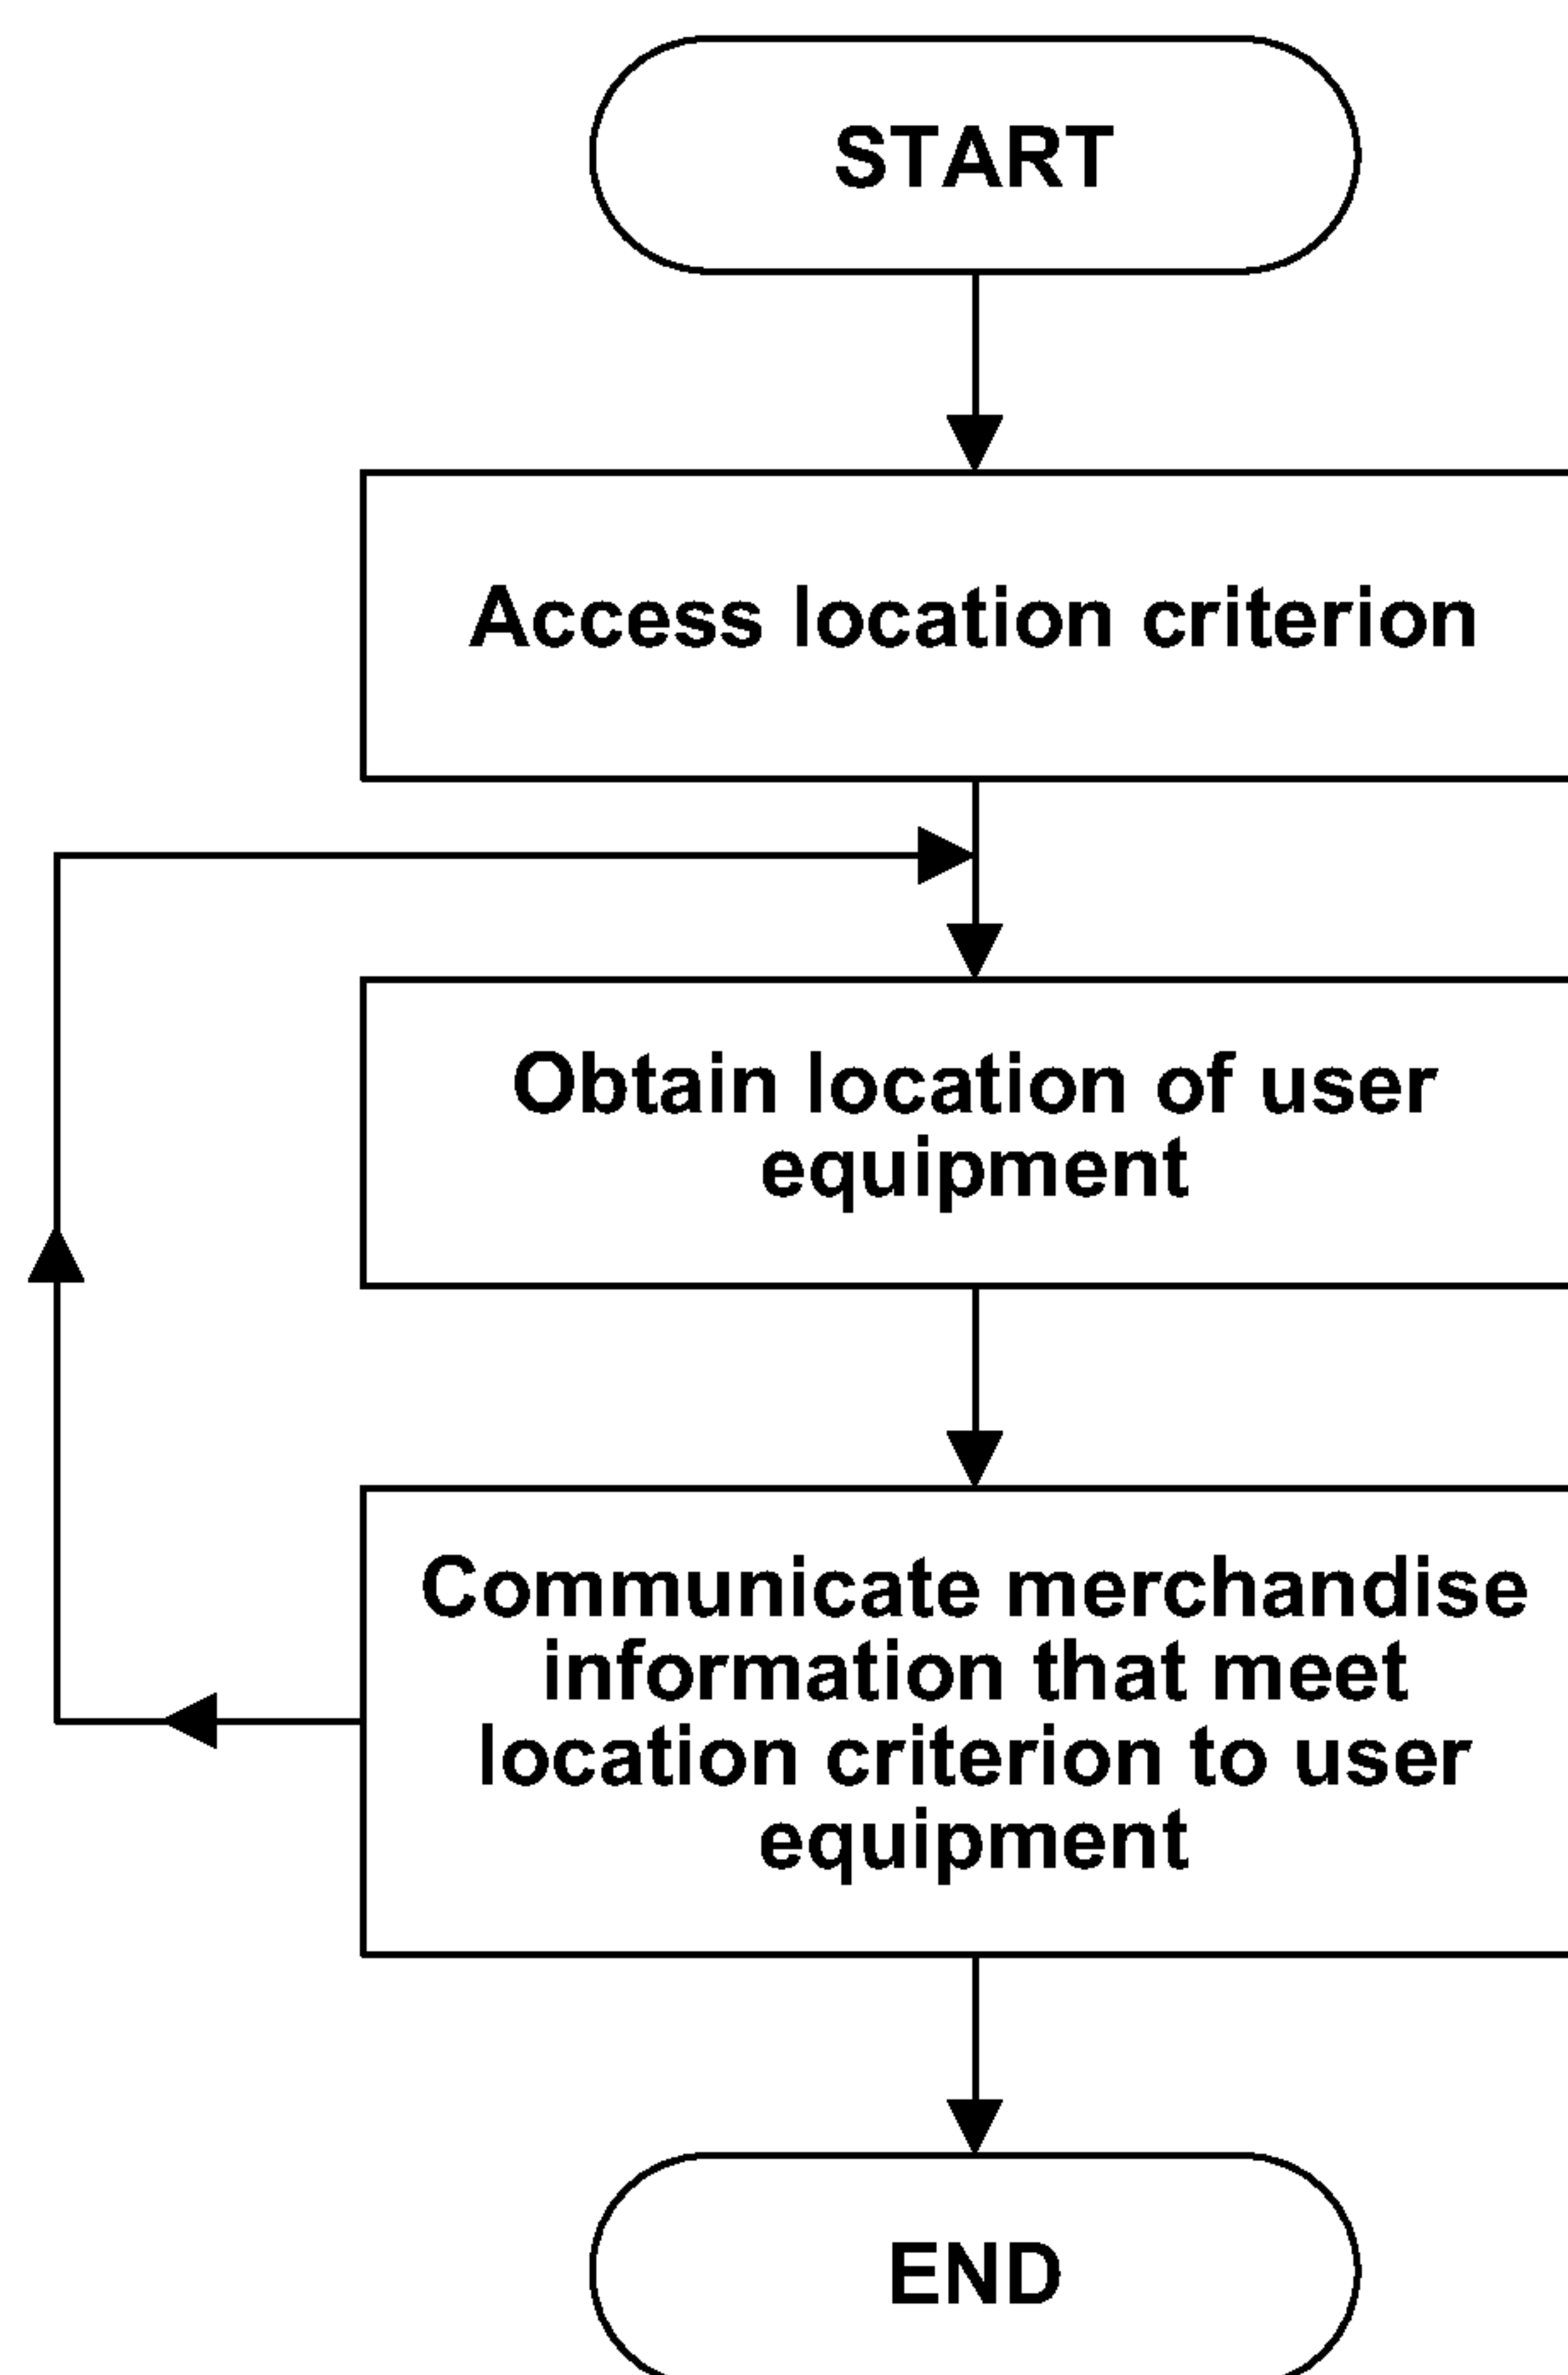 START
Access location criterion
Obtain location of user
equipment
Communicate merchandise
information that meet
location criterion to user
equipment
END